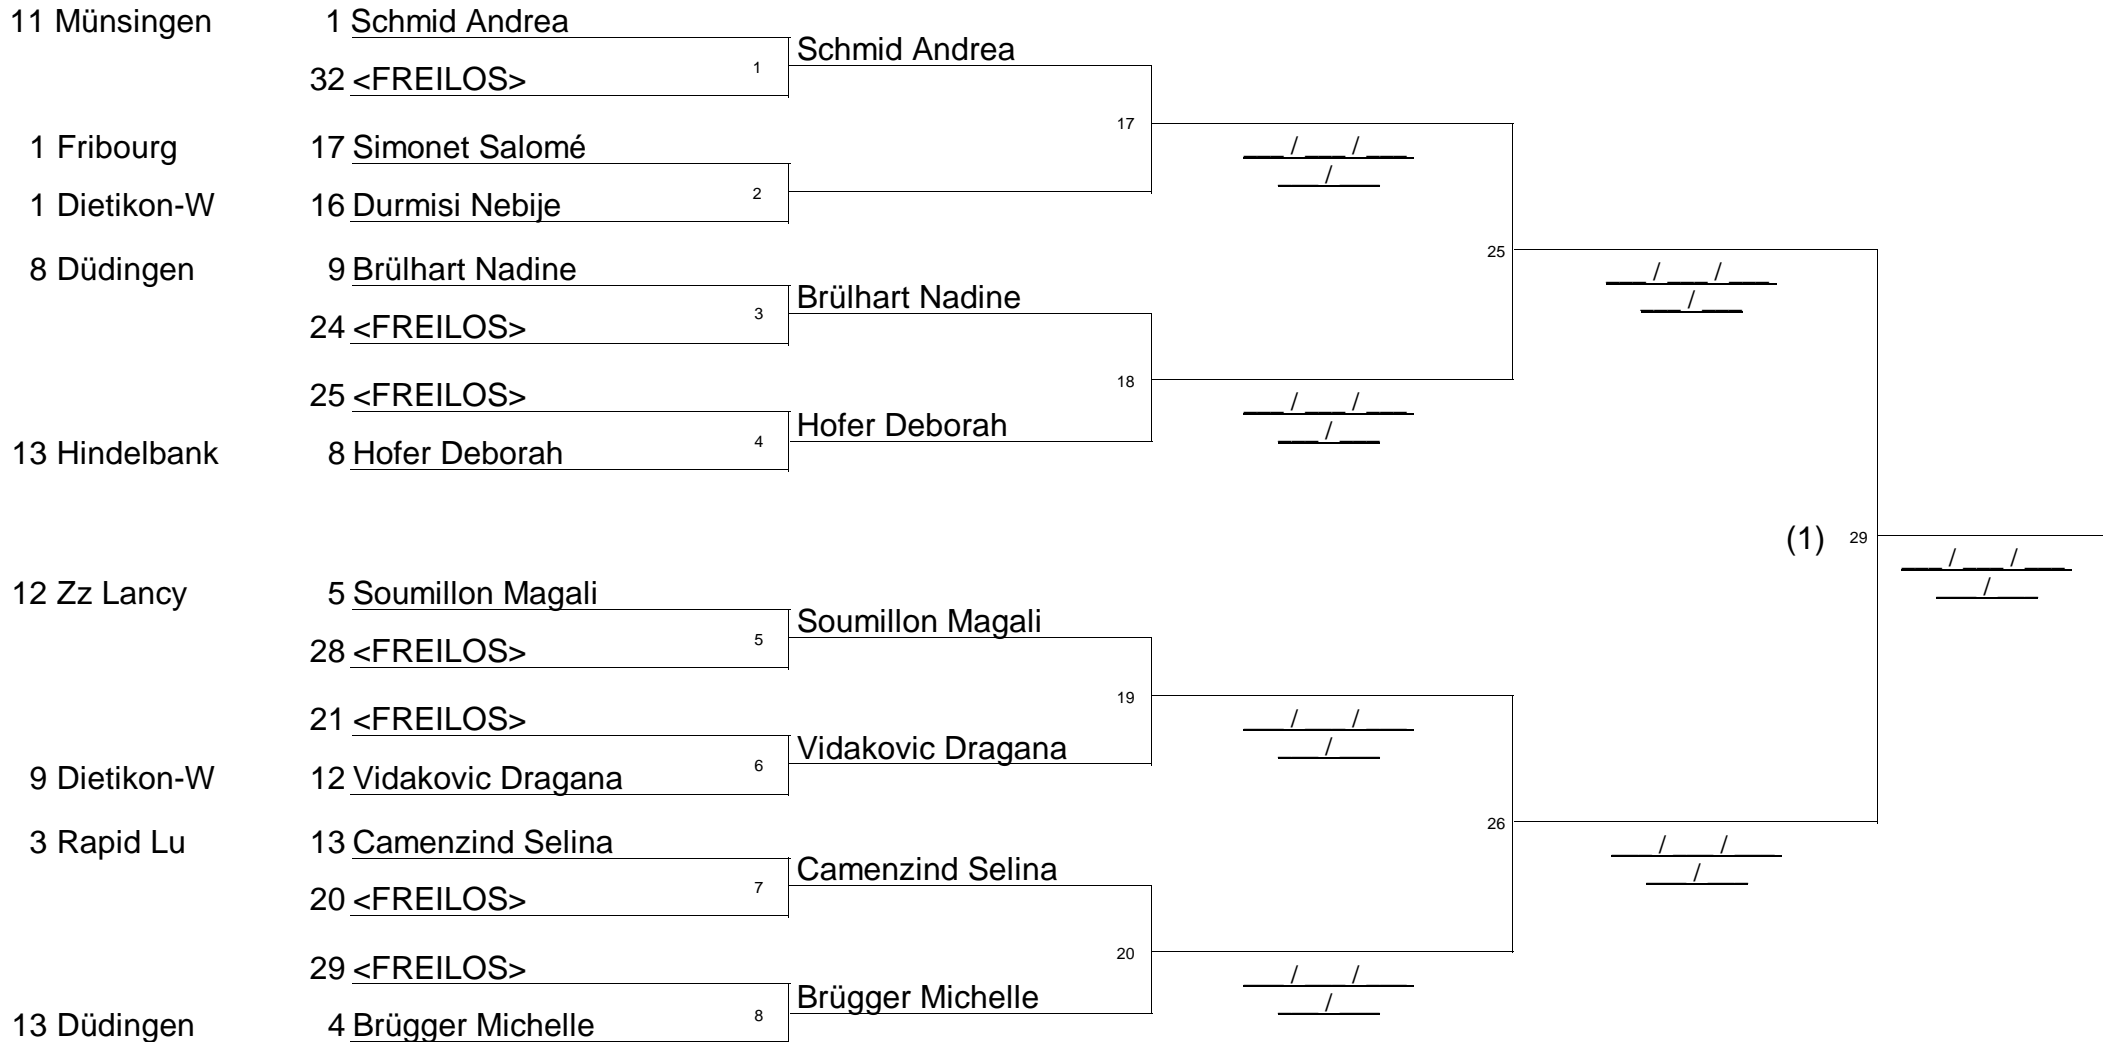 11 Münsingen 1 Schmid Andrea
Schmid Andrea
32 <FREILOS> 1
17
1 Fribourg 17 Simonet Salomé
___ / ___ / ___
___ / ___
1 Dietikon-W 16 Durmisi Nebije 2
25
8 Düdingen 9 Brülhart Nadine
___ / ___ / ___
Brülhart Nadine
___ / ___
24 <FREILOS> 3
18
25 <FREILOS>
___ / ___ / ___
Hofer Deborah
___ / ___
13 Hindelbank 8 Hofer Deborah 4
(1) 29
___ / ___ / ___
___ / ___
12 Zz Lancy 5 Soumillon Magali
Soumillon Magali
28 <FREILOS> 5
19
21 <FREILOS>
___ / ___ / ___
Vidakovic Dragana
___ / ___
9 Dietikon-W 12 Vidakovic Dragana 6
26
3 Rapid Lu 13 Camenzind Selina
___ / ___ / ___
Camenzind Selina
___ / ___
20 <FREILOS> 7
20
29 <FREILOS>
___ / ___ / ___
Brügger Michelle
___ / ___
13 Düdingen 4 Brügger Michelle 8